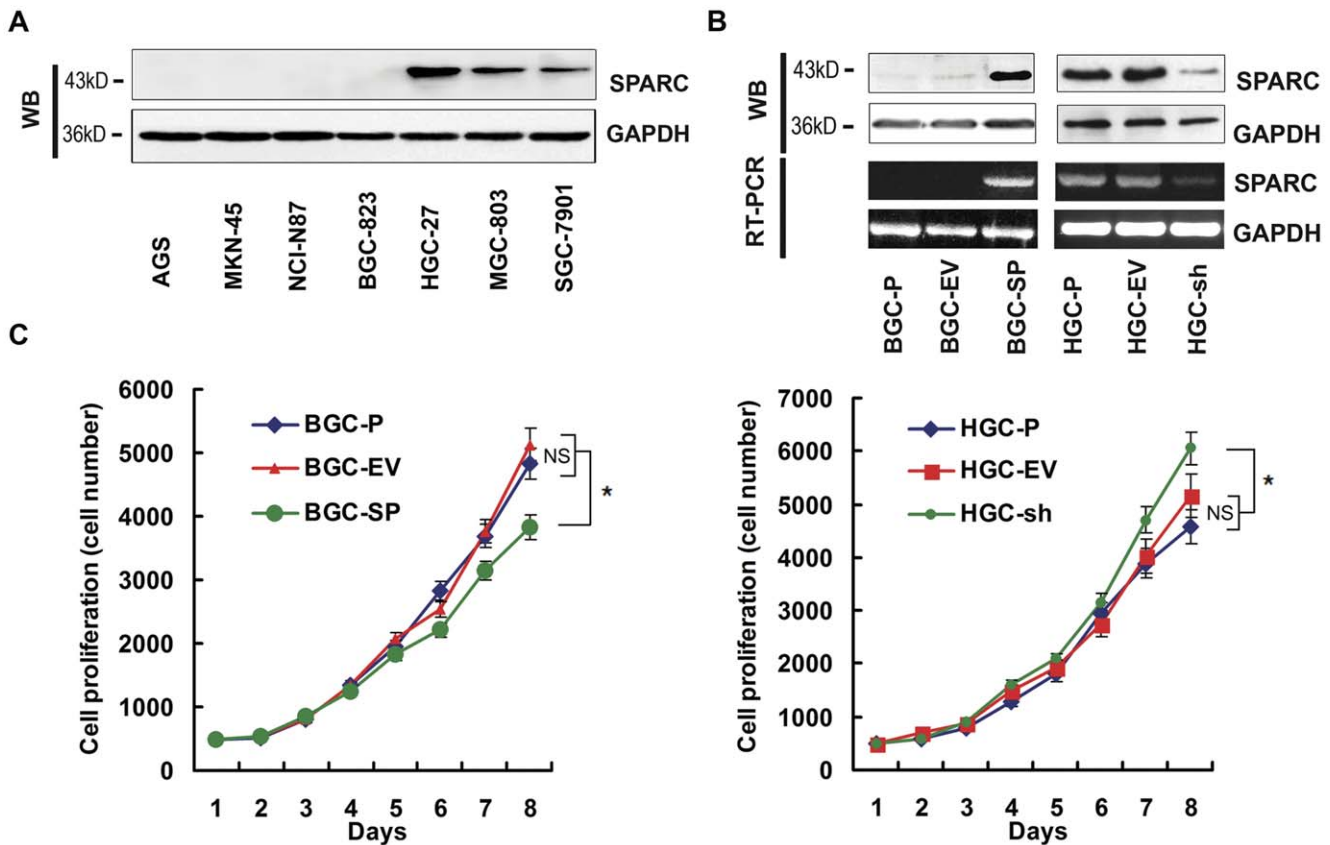 A
WB
43kD
SPARC
36kD
GAPDH
AGS
MKN-45
NCI-N87
BGC-823
HGC-27
MGC-803
SGC-7901
B
WB
43kD
SPARC
36kD
GAPDH
RT-PCR
SPARC
GAPDH
BGC-P
BGC-EV
BGC-SP
HGC-P
HGC-EV
HGC-sh
C
Cell proliferation (cell number)
6000
5000
4000
3000
2000
1000
0
BGC-P
BGC-EV
BGC-SP
NS
*
1 2 3 4 5 6 7 8
Days
Cell proliferation (cell number)
7000
6000
5000
4000
3000
2000
1000
0
HGC-P
HGC-EV
HGC-sh
NS
*
1 2 3 4 5 6 7 8
Days